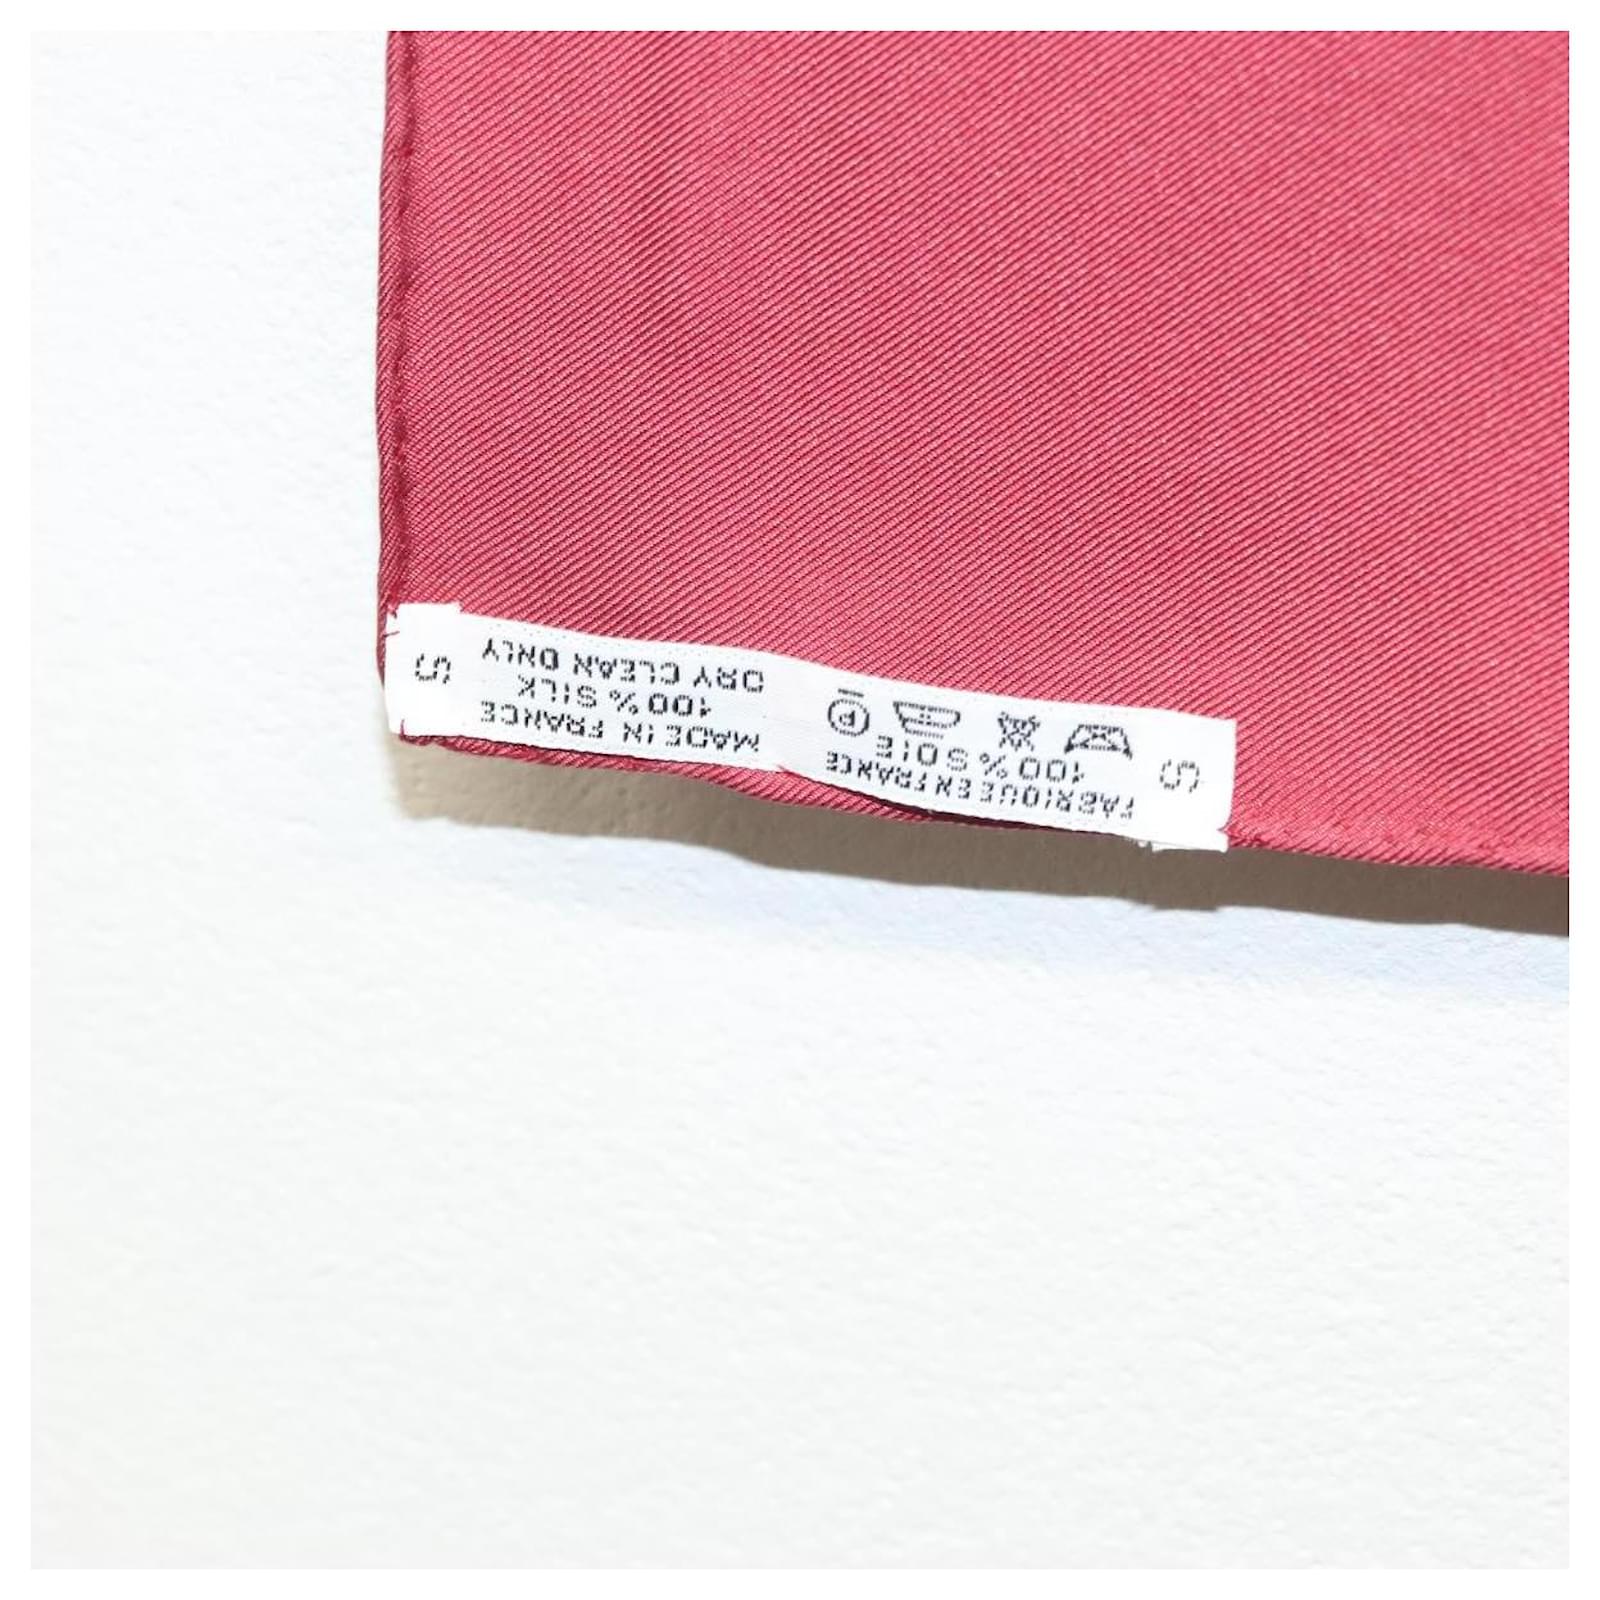 S
FABRIQUE EN FRANCE
100% SOIE
P
MADE IN FRANCE
100% SILK
DRY CLEAN ONLY
S